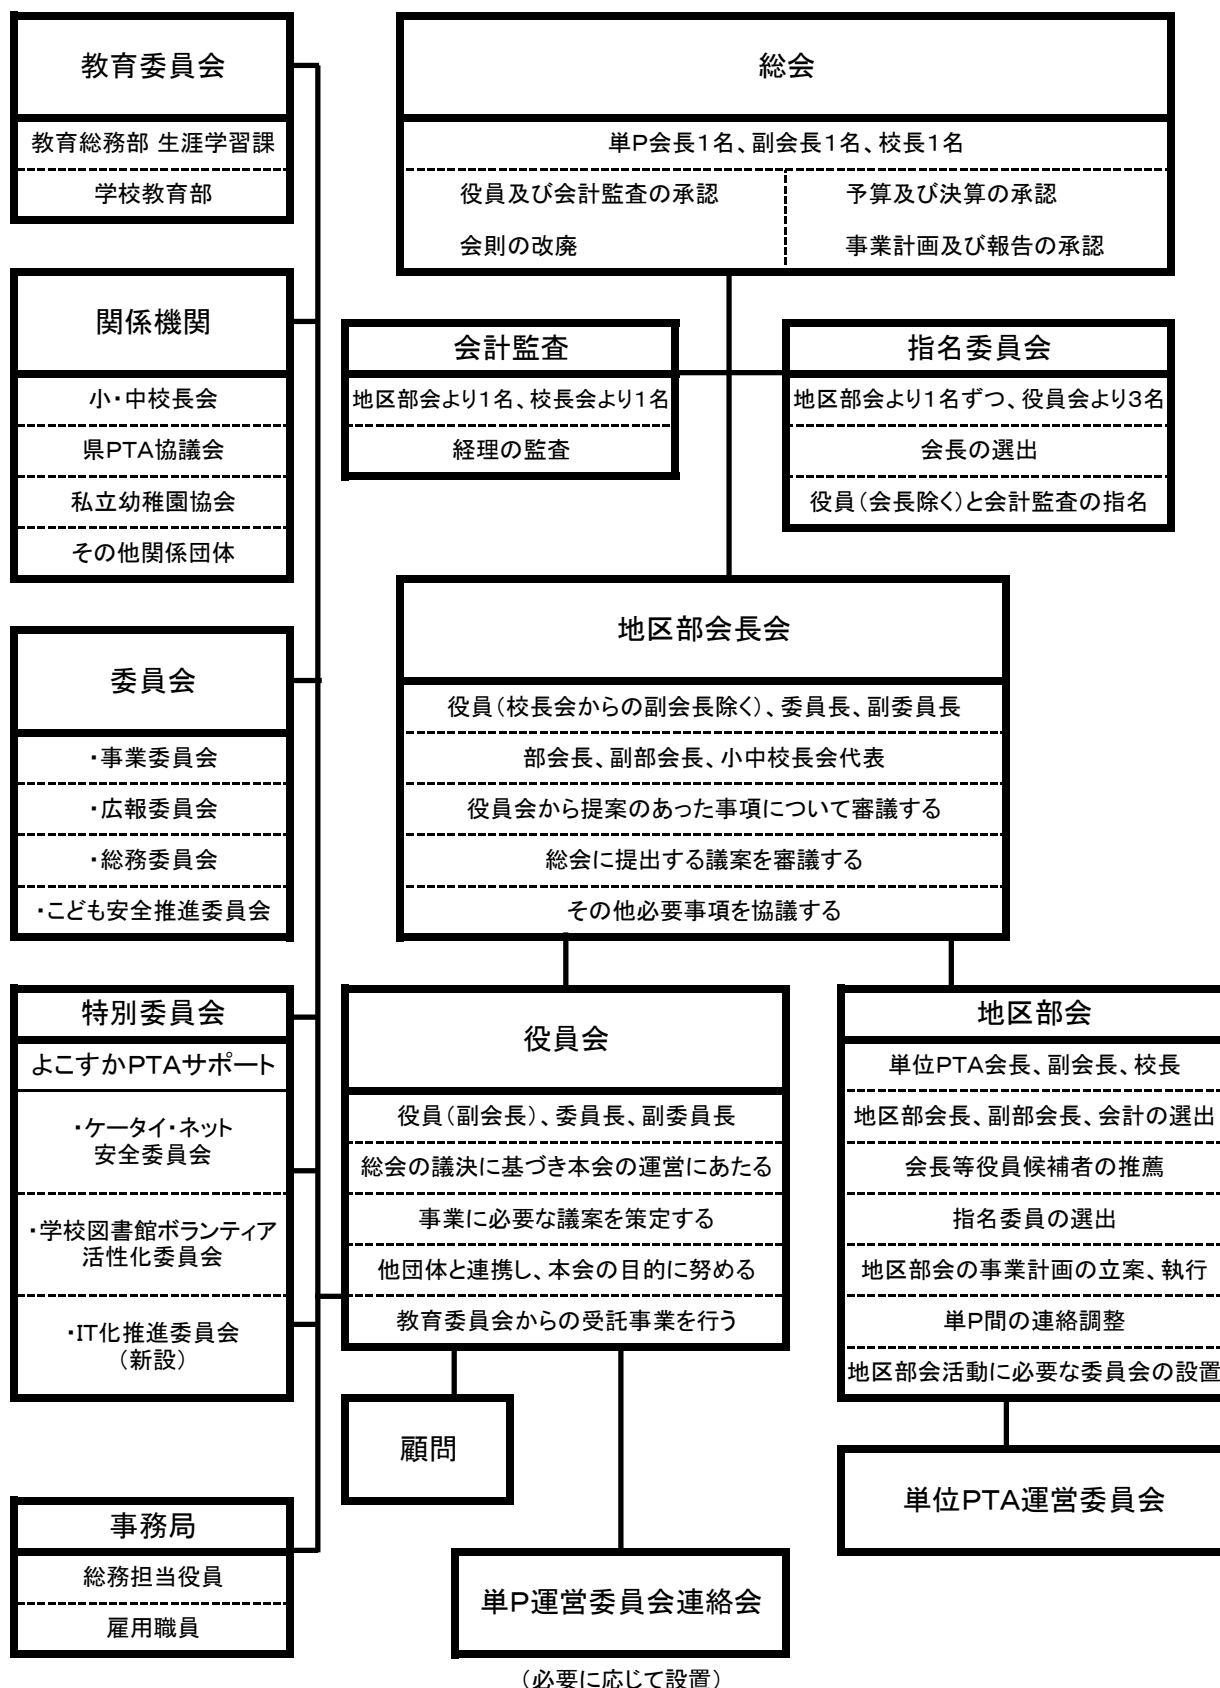 教育委員会
教育総務部 生涯学習課
学校教育部
総会
単P会長1名、副会長1名、校長1名
役員及び会計監査の承認
予算及び決算の承認
会則の改廃
事業計画及び報告の承認
関係機関
小・中校長会
県PTA協議会
私立幼稚園協会
その他関係団体
会計監査
地区部会より1名、校長会より1名
経理の監査
指名委員会
地区部会より1名ずつ、役員会より3名
会長の選出
役員(会長除く)と会計監査の指名
地区部会長会
役員(校長会からの副会長除く)、委員長、副委員長
部会長、副部会長、小中校長会代表
役員会から提案のあった事項について審議する
総会に提出する議案を審議する
その他必要事項を協議する
委員会
・事業委員会
・広報委員会
・総務委員会
・こども安全推進委員会
特別委員会
よこすかPTAサポート
・ケータイ・ネット
安全委員会
・学校図書館ボランティア
活性化委員会
・IT化推進委員会
(新設)
役員会
役員(副会長)、委員長、副委員長
総会の議決に基づき本会の運営にあたる
事業に必要な議案を策定する
他団体と連携し、本会の目的に努める
教育委員会からの受託事業を行う
地区部会
単位PTA会長、副会長、校長
地区部会長、副部会長、会計の選出
会長等役員候補者の推薦
指名委員の選出
地区部会の事業計画の立案、執行
単P間の連絡調整
地区部会活動に必要な委員会の設置
顧問
単位PTA運営委員会
事務局
総務担当役員
雇用職員
単P運営委員会連絡会
(必要に応じて設置)